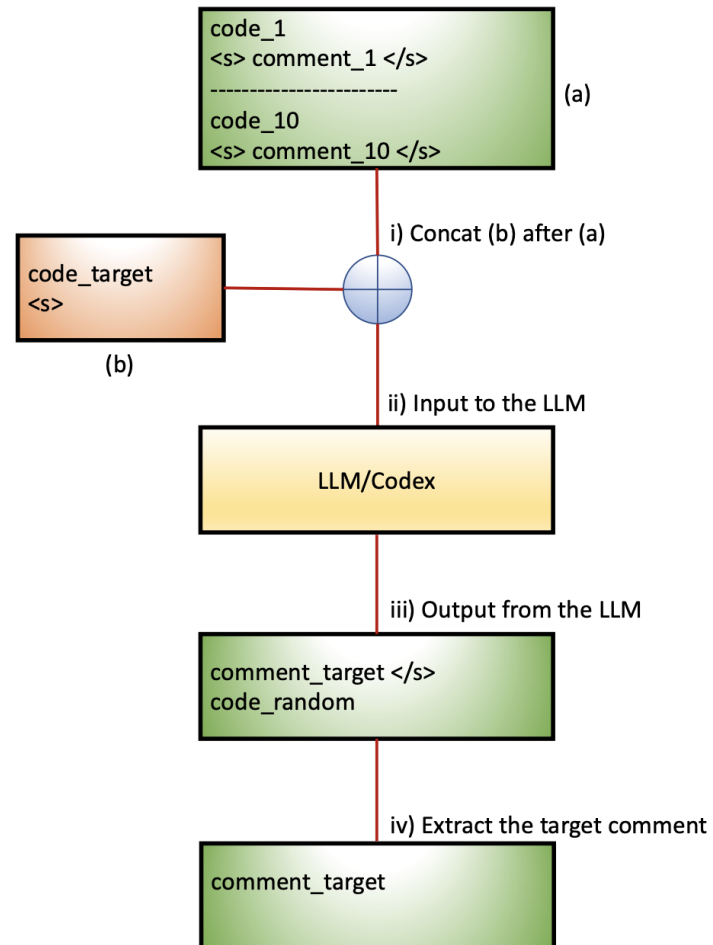 code_1
<s> comment_1 </s>
------------------------
code_10
<s> comment_10 </s>
(a)
i) Concat (b) after (a)
code_target
<s>
(b)
ii) Input to the LLM
LLM/Codex
iii) Output from the LLM
comment_target </s>
code_random
iv) Extract the target comment
comment_target